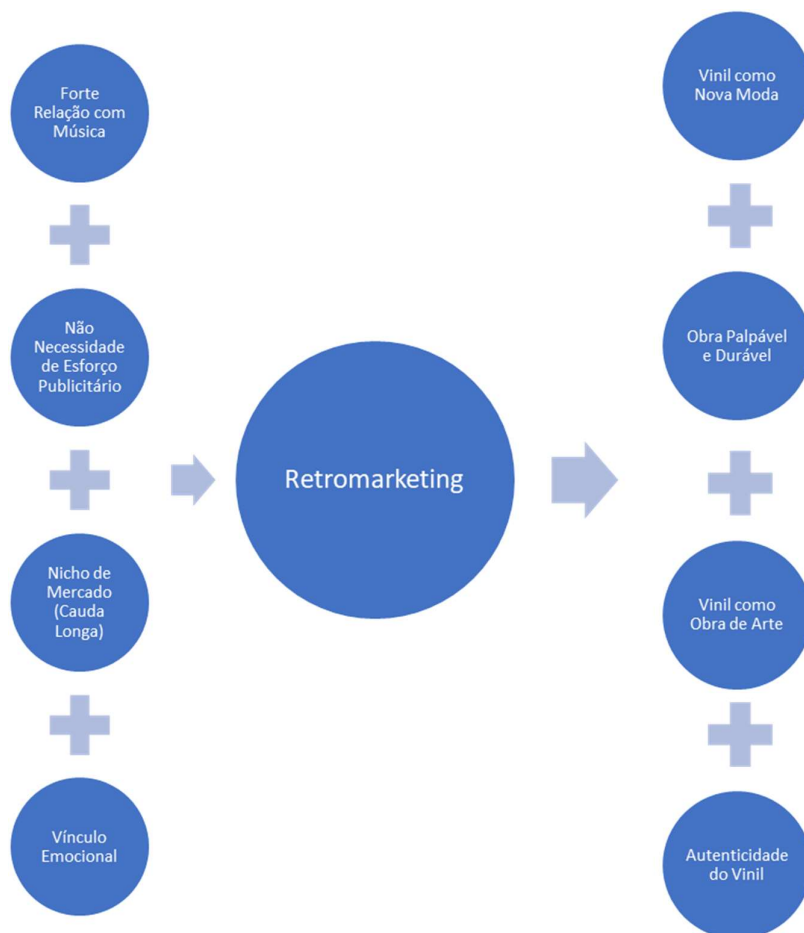 Forte
Relação com
Música
Não
Necessidade
de Esforço
Publicitário
Nicho de
Mercado
(Cauda
Longa)
Vínculo
Emocional
Retromarketing
Vinil como
Nova Moda
Obra Palpável
e Durável
Vinil como
Obra de Arte
Autenticidade
do Vinil